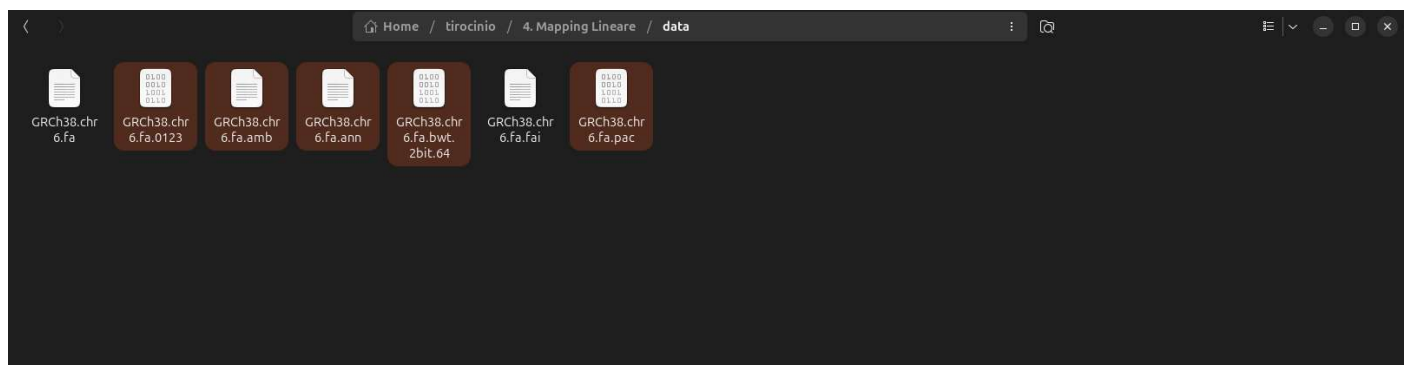 Home / tirocinio / 4. Mapping Lineare / data
GRCh38.chr
6.fa
GRCh38.chr
6.fa.0123
GRCh38.chr
6.fa.amb
GRCh38.chr
6.fa.ann
GRCh38.chr
6.fa.bwt.
2bit.64
GRCh38.chr
6.fa.fai
GRCh38.chr
6.fa.pac